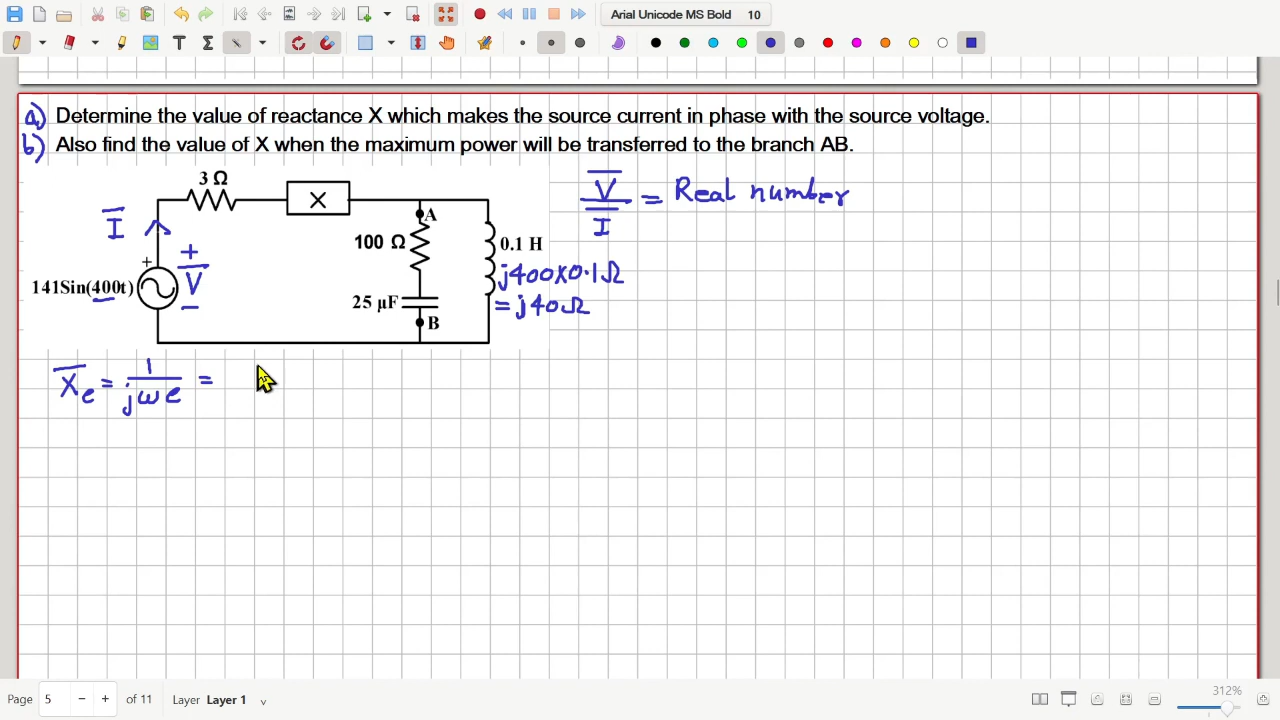 Arial Unicode MS Bold 10
a) Determine the value of reactance X which makes the source current in phase with the source voltage.
b) Also find the value of X when the maximum power will be transferred to the branch AB.
3 Ω
X
V / I = Real number
I
A
+
V
−
+
100 Ω
0.1 H
j400×0.1Ω
141Sin(400t)
25 μF
= j40Ω
B
Xc = 1/jωc =
Page 5 − + of 11 Layer Layer 1
312%